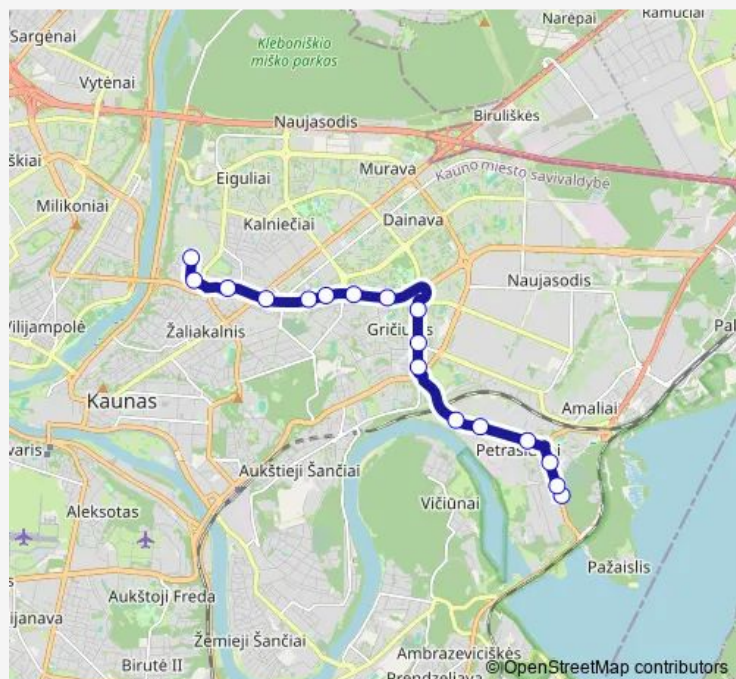 Sargėnai
Narėpai
Ramučiai
Kleboniškio
miško parkas
Vytėnai
Naujasodis
Biruliškės
škiai
Murava
Kauno miesto savivaldybė
Eiguliai
Milikoniai
Kalniečiai
Dainava
Naujasodis
Vilijampolė
Žaliakalnis
Pal
Kaunas
Amaliai
varis
Aukštieji Šančiai
Vičiūnai
Aleksotas
Pažaislis
Aukštoji Freda
ijanava
Žemieji Šančiai
Birutė II
Ambrazeviciškės
© OpenStreetMap contributors